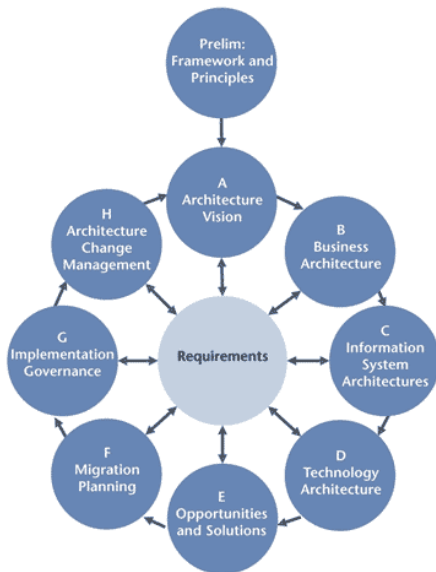 Prelim:
Framework and
Principles
A
Architecture
Vision
H
Architecture
Change
Management
B
Business
Architecture
G
Implementation
Governance
Requirements
C
Information
System
Architectures
F
Migration
Planning
D
Technology
Architecture
E
Opportunities
and Solutions